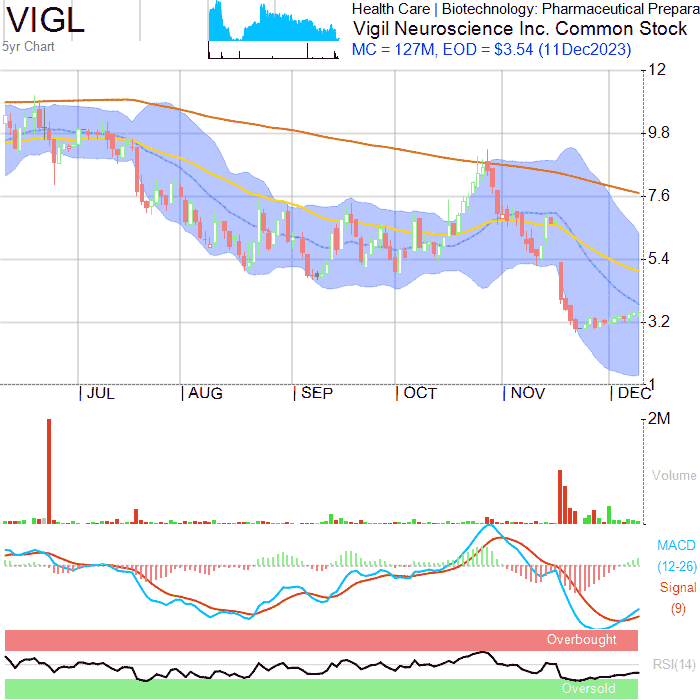 VIGL
5yr Chart
Health Care | Biotechnology: Pharmaceutical Prepara
Vigil Neuroscience Inc. Common Stock
MC = 127M, EOD = $3.54 (11Dec2023)
12
9.8
7.6
5.4
3.2
1
| JUL | AUG | SEP | OCT | NOV | DEC
2M
Volume
MACD
(12-26)
Signal
(9)
Overbought
RSI(14)
Oversold